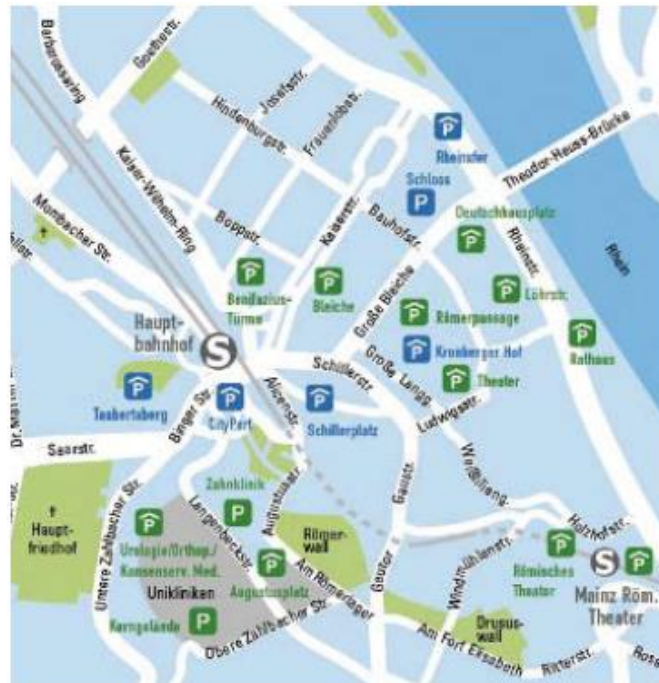 Barbarossaring
Goethestr.
Josefsstr.
Frauenlobstr.
Hindenburgstr.
Kaiser-Wilhelm-Ring
Mombacher Str.
Boppstr.
Kaiserstr.
Bauhofstr.
Rheinufer
Schloss
P
Theodor-Heuss-Brücke
Deutschhausplatz
Rheinstr.
Rhein
Bonifazius-
Türme
Bleiche
Große Bleiche
Römerpassage
Löhrstr.
Kronberger Hof
Rathaus
Theater
Haupt-
bahnhof
S
Schillerstr.
Große Langg.
Ludwigsstr.
Taubertsberg
CityPort
Schillerplatz
Alicenstr.
Binger Str.
Saarstr.
Weißlilieng.
Gaustr.
Haupt-
friedhof
Untere Zahlbacher Str.
Zahnklinik
P
Langenbeckstr.
Augustusstr.
Römer-
wall
Urologie/Orthop./
Konserv. Med.
Unikliniken
Augustusplatz
Am Römerlager
Gautor
Windmühlenstr.
Holzhofstr.
Römisches
Theater
S
Mainz Röm.
Theater
Kerngelände
P
Obere Zahlbacher Str.
Drusus-
wall
Am Fort Elisabeth
Ritterstr.